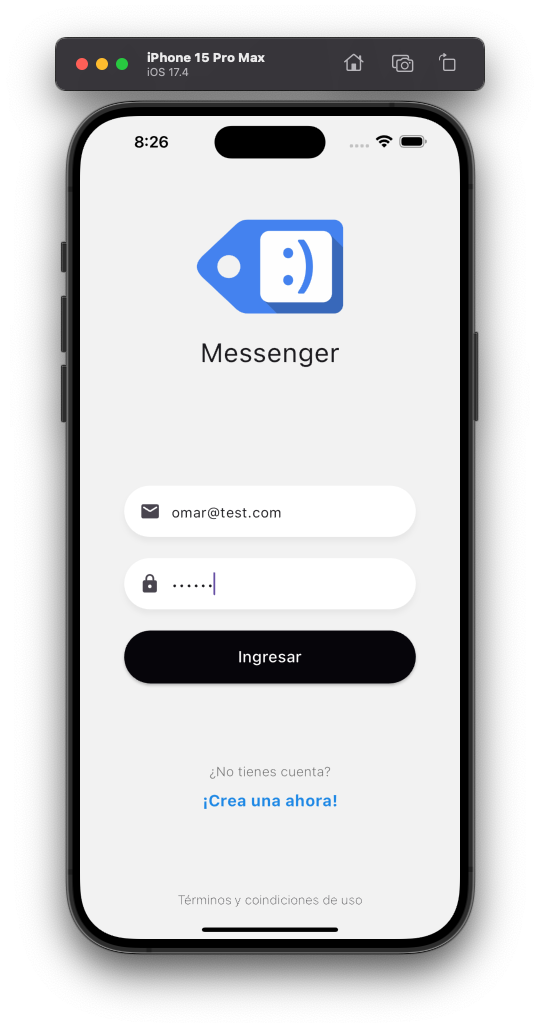 iPhone 15 Pro Max
iOS 17.4
8:26
:)
Messenger
omar@test.com
••••••
Ingresar
¿No tienes cuenta?
¡Crea una ahora!
Términos y coindiciones de uso